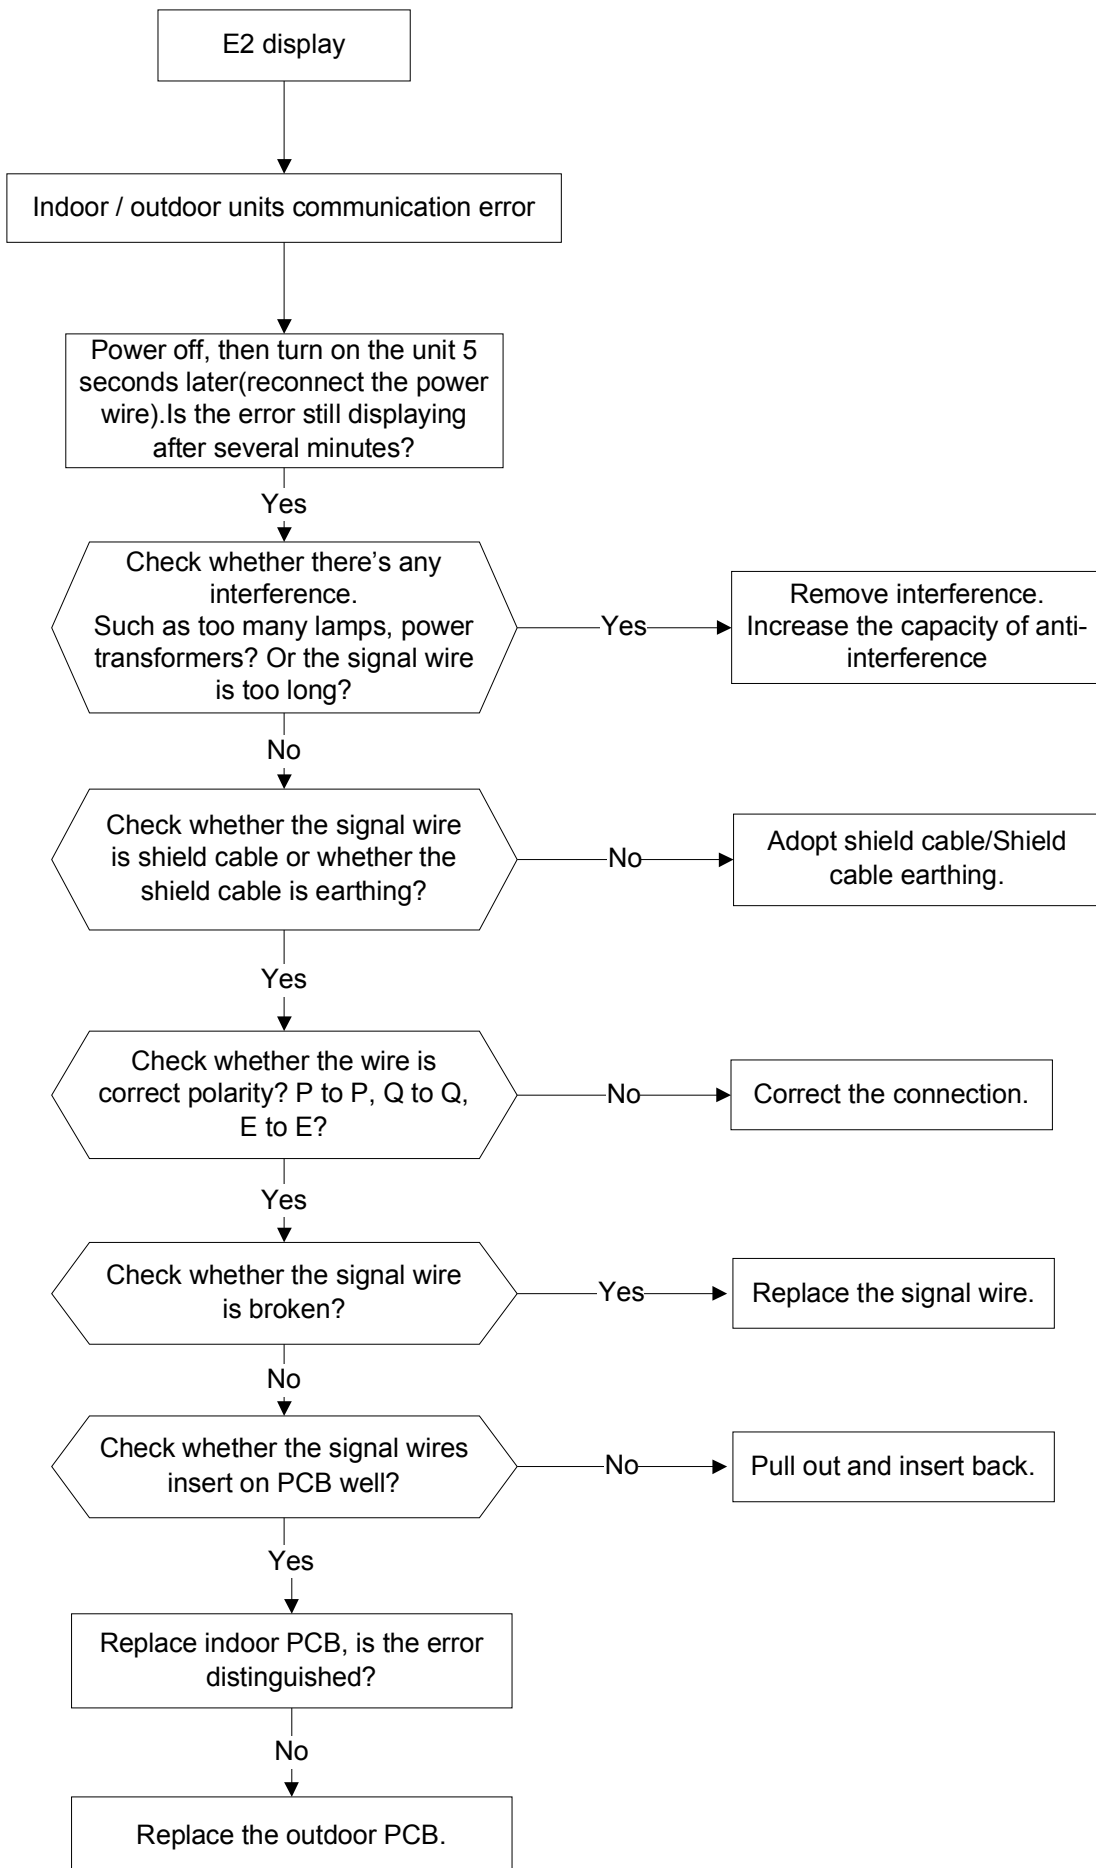 E2 display
Indoor / outdoor units communication error
Power off, then turn on the unit 5
seconds later(reconnect the power
wire).Is the error still displaying
after several minutes?
Yes
Check whether there’s any
interference.
Such as too many lamps, power
transformers? Or the signal wire
is too long?
Yes
Remove interference.
Increase the capacity of anti-
interference
No
Check whether the signal wire
is shield cable or whether the
shield cable is earthing?
No
Adopt shield cable/Shield
cable earthing.
Yes
Check whether the wire is
correct polarity? P to P, Q to Q,
E to E?
No
Correct the connection.
Yes
Check whether the signal wire
is broken?
Yes
Replace the signal wire.
No
Check whether the signal wires
insert on PCB well?
No
Pull out and insert back.
Yes
Replace indoor PCB, is the error
distinguished?
No
Replace the outdoor PCB.